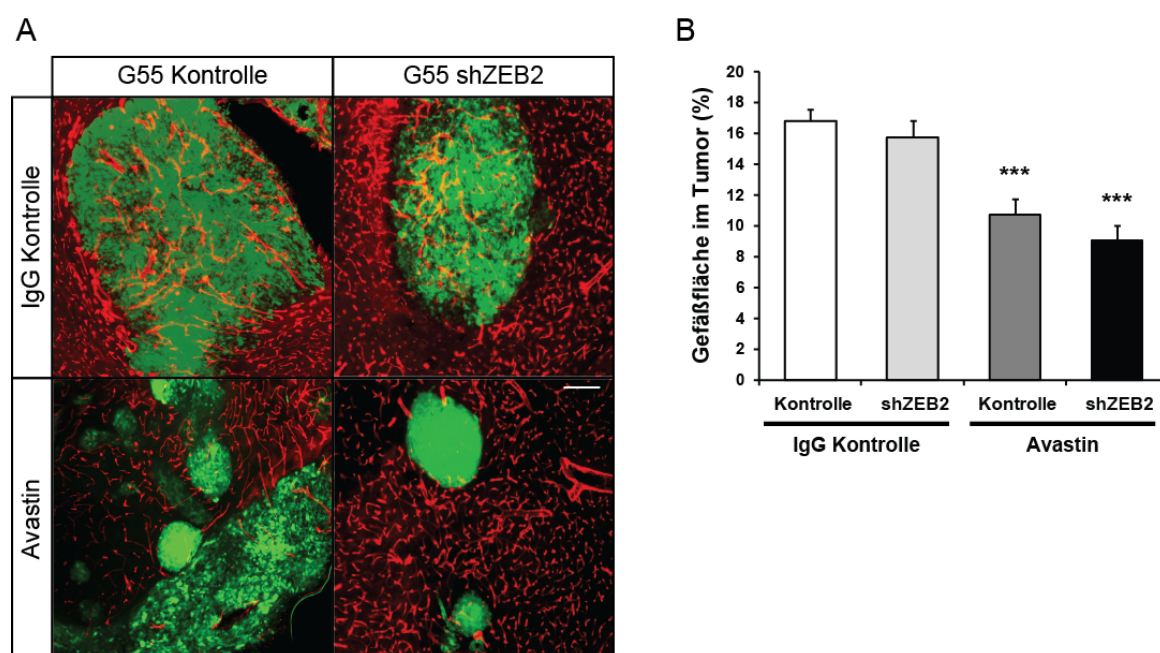 A
G55 Kontrolle
G55 shZEB2
IgG Kontrolle
Avastin
B
Gefäßfläche im Tumor (%)
20
18
16
14
12
10
8
6
4
2
0
***
***
Kontrolle
shZEB2
Kontrolle
shZEB2
IgG Kontrolle
Avastin